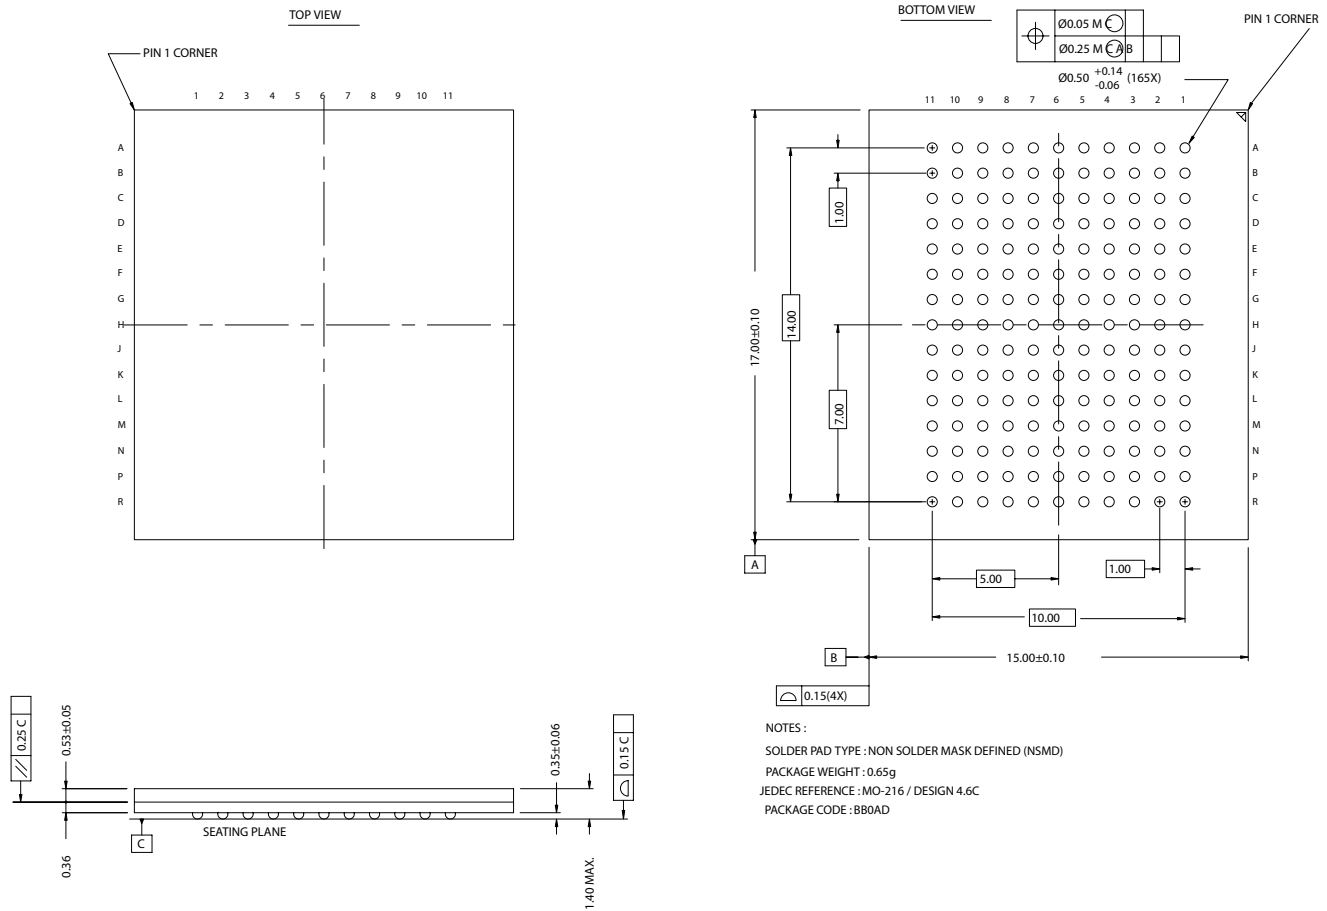 TOP VIEW
PIN 1 CORNER
1 2 3 4 5 6 7 8 9 10 11
A
B
C
D
E
F
G
H
J
K
L
M
N
P
R
BOTTOM VIEW
PIN 1 CORNER
Ø0.05 M C
Ø0.25 M C A B
Ø0.50 +0.14 -0.06 (165X)
11 10 9 8 7 6 5 4 3 2 1
A
B
C
D
E
F
G
H
J
K
L
M
N
P
R
1.00
14.00
17.00±0.10
7.00
A
5.00
1.00
10.00
B
15.00±0.10
0.15(4X)
0.25 C
0.53±0.05
0.35±0.06
0.15 C
SEATING PLANE
C
0.36
1.40 MAX.
NOTES :
SOLDER PAD TYPE : NON SOLDER MASK DEFINED (NSMD)
PACKAGE WEIGHT : 0.65g
JEDEC REFERENCE : MO-216 / DESIGN 4.6C
PACKAGE CODE : BB0AD